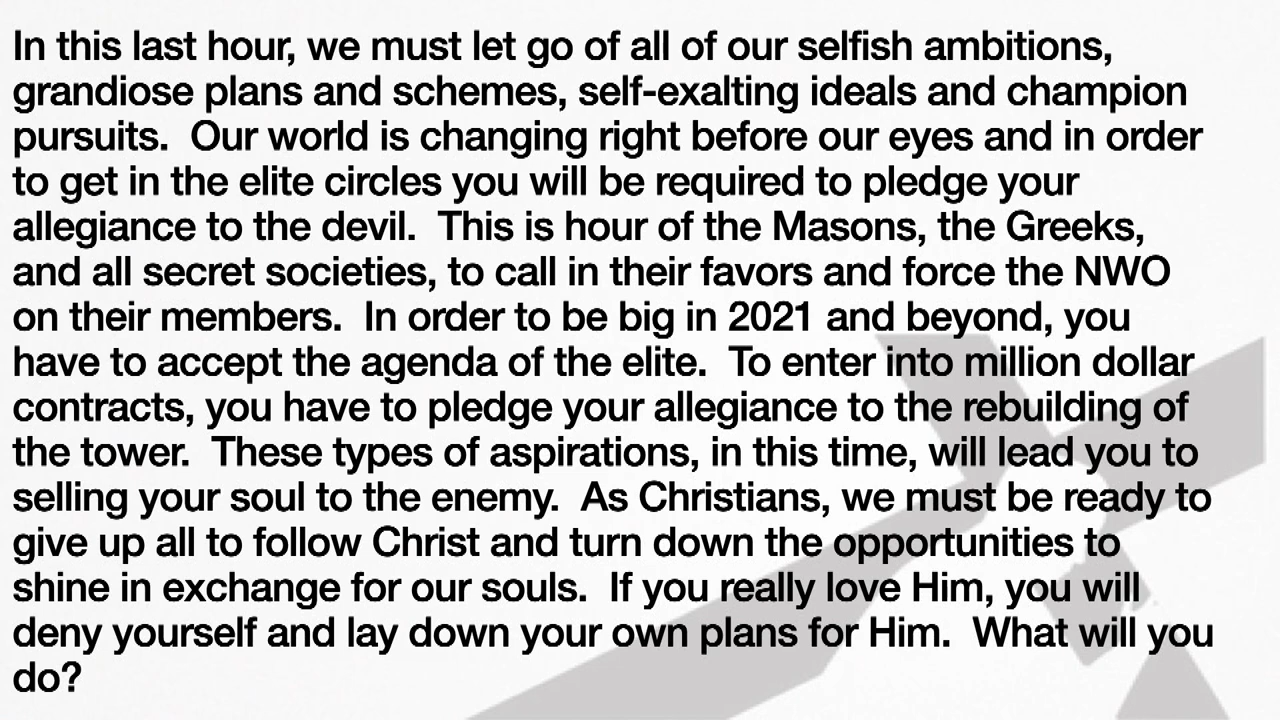 In this last hour, we must let go of all of our selfish ambitions,
grandiose plans and schemes, self-exalting ideals and champion
pursuits.  Our world is changing right before our eyes and in order
to get in the elite circles you will be required to pledge your
allegiance to the devil.  This is hour of the Masons, the Greeks,
and all secret societies, to call in their favors and force the NWO
on their members.  In order to be big in 2021 and beyond, you
have to accept the agenda of the elite.  To enter into million dollar
contracts, you have to pledge your allegiance to the rebuilding of
the tower.  These types of aspirations, in this time, will lead you to
selling your soul to the enemy.  As Christians, we must be ready to
give up all to follow Christ and turn down the opportunities to
shine in exchange for our souls.  If you really love Him, you will
deny yourself and lay down your own plans for Him.  What will you
do?